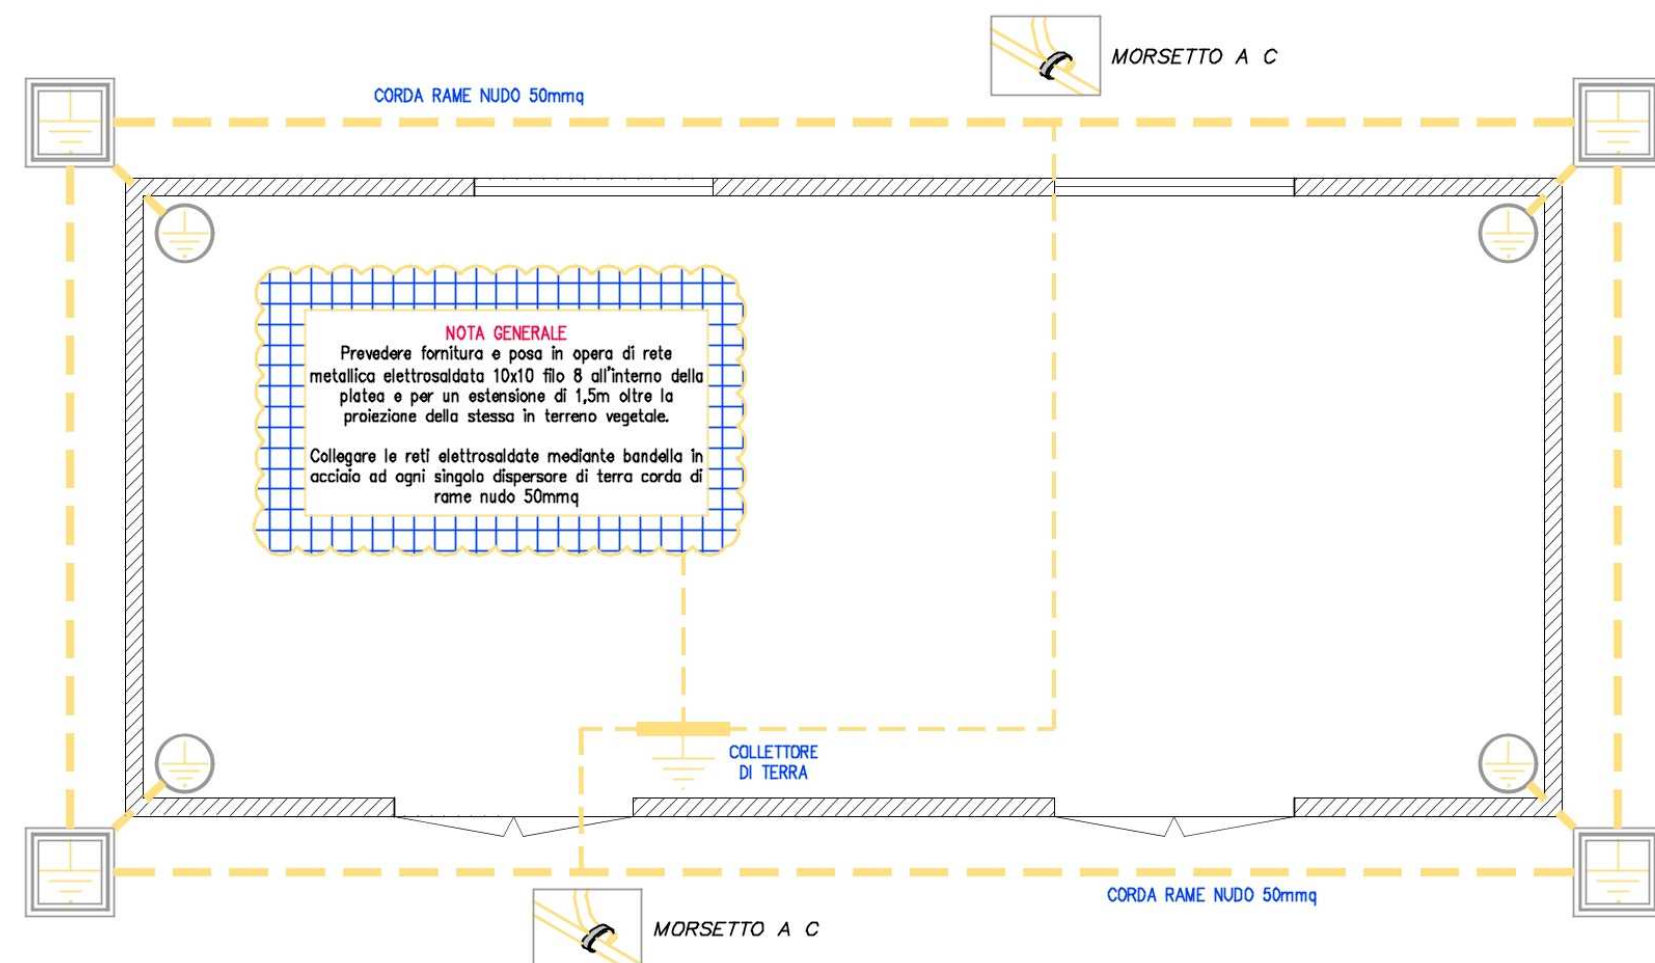 MORSETTO A C
CORDA RAME NUDO 50mmq
NOTA GENERALE
Prevedere fornitura e posa in opera di rete
metallica elettrosaldata 10x10 filo 8 all'interno della
platea e per un estensione di 1,5m oltre la
proiezione della stessa in terreno vegetale.
Collegare le reti elettrosaldate mediante bandella in
acciaio ad ogni singolo dispersore di terra corda di
rame nudo 50mmq
COLLETTORE
DI TERRA
CORDA RAME NUDO 50mmq
MORSETTO A C